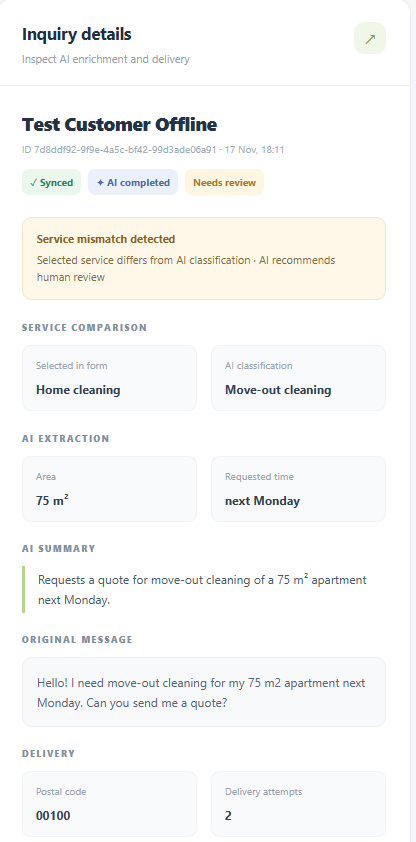 Inquiry details
Inspect AI enrichment and delivery
↗
Test Customer Offline
ID 7d8ddf92-9f9e-4a5c-bf42-99d3ade06a91 · 17 Nov, 18:11
✓ Synced
✦ AI completed
Needs review
Service mismatch detected
Selected service differs from AI classification · AI recommends
human review
SERVICE COMPARISON
Selected in form
Home cleaning
AI classification
Move-out cleaning
AI EXTRACTION
Area
75 m²
Requested time
next Monday
AI SUMMARY
Requests a quote for move-out cleaning of a 75 m² apartment
next Monday.
ORIGINAL MESSAGE
Hello! I need move-out cleaning for my 75 m2 apartment next
Monday. Can you send me a quote?
DELIVERY
Postal code
00100
Delivery attempts
2